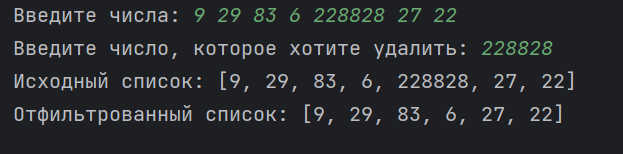 Введите числа: 9 29 83 6 228828 27 22
Введите число, которое хотите удалить: 228828
Исходный список: [9, 29, 83, 6, 228828, 27, 22]
Отфильтрованный список: [9, 29, 83, 6, 27, 22]